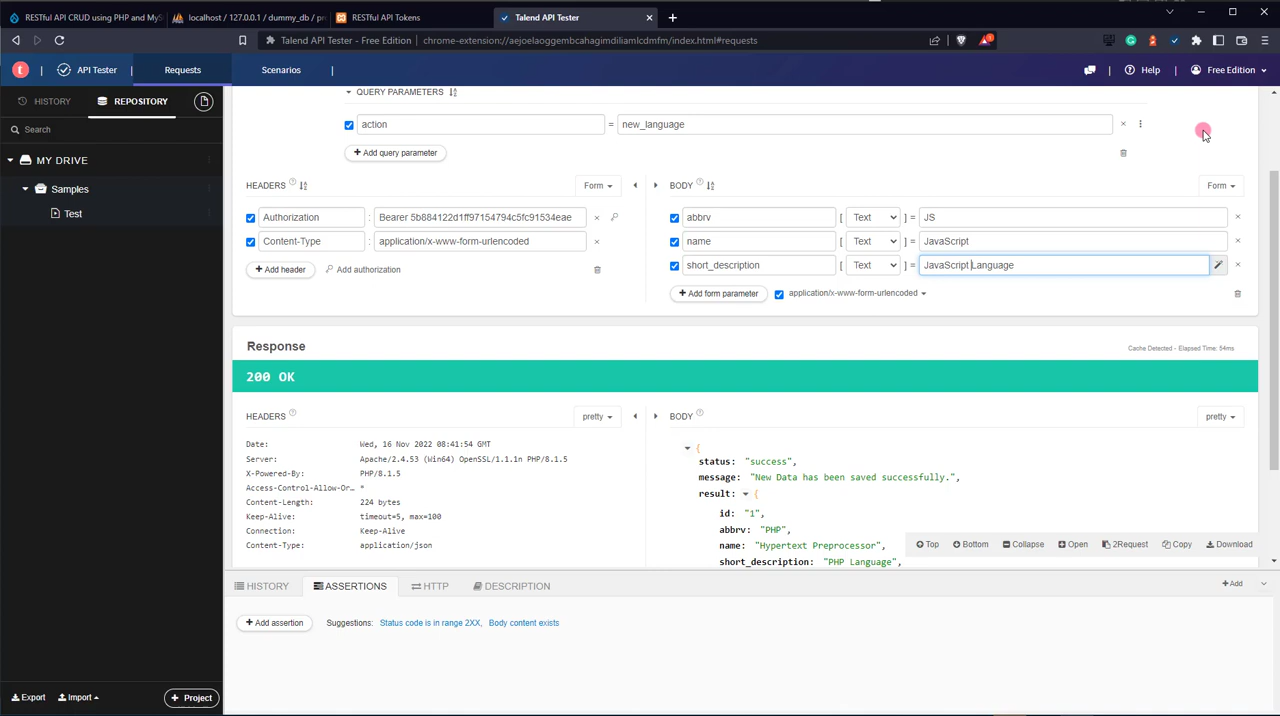 RESTful API CRUD using PHP and MyS
localhost / 127.0.0.1 / dummy_db / pr
RESTful API Tokens
Talend API Tester
Talend API Tester - Free Edition
chrome-extension://aejoelaoggembcahagimdiliamlcdmfm/index.html#requests
API Tester
Requests
Scenarios
Help
Free Edition
HISTORY
REPOSITORY
Search
MY DRIVE
Samples
Test
QUERY PARAMETERS
action = new_language
+ Add query parameter
HEADERS
Form
BODY
Form
Authorization : Bearer 5b884122d1ff97154794c5fc91534eae
Content-Type : application/x-www-form-urlencoded
+ Add header
Add authorization
abbrv [ Text ] = JS
name [ Text ] = JavaScript
short_description [ Text ] = JavaScript Language
+ Add form parameter
application/x-www-form-urlencoded
Response
Cache Detected - Elapsed Time: 54ms
200 OK
HEADERS
pretty
BODY
pretty
Date: Wed, 16 Nov 2022 08:41:54 GMT
Server: Apache/2.4.53 (Win64) OpenSSL/1.1.1n PHP/8.1.5
X-Powered-By: PHP/8.1.5
Access-Control-Allow-Or… *
Content-Length: 224 bytes
Keep-Alive: timeout=5, max=100
Connection: Keep-Alive
Content-Type: application/json
{
status: "success",
message: "New Data has been saved successfully.",
result: {
id: "1",
abbrv: "PHP",
name: "Hypertext Preprocessor",
short_description: "PHP Language",
Top
Bottom
Collapse
Open
2Request
Copy
Download
HISTORY
ASSERTIONS
HTTP
DESCRIPTION
+ Add
+ Add assertion
Suggestions: Status code is in range 2XX, Body content exists
Export
Import
+ Project